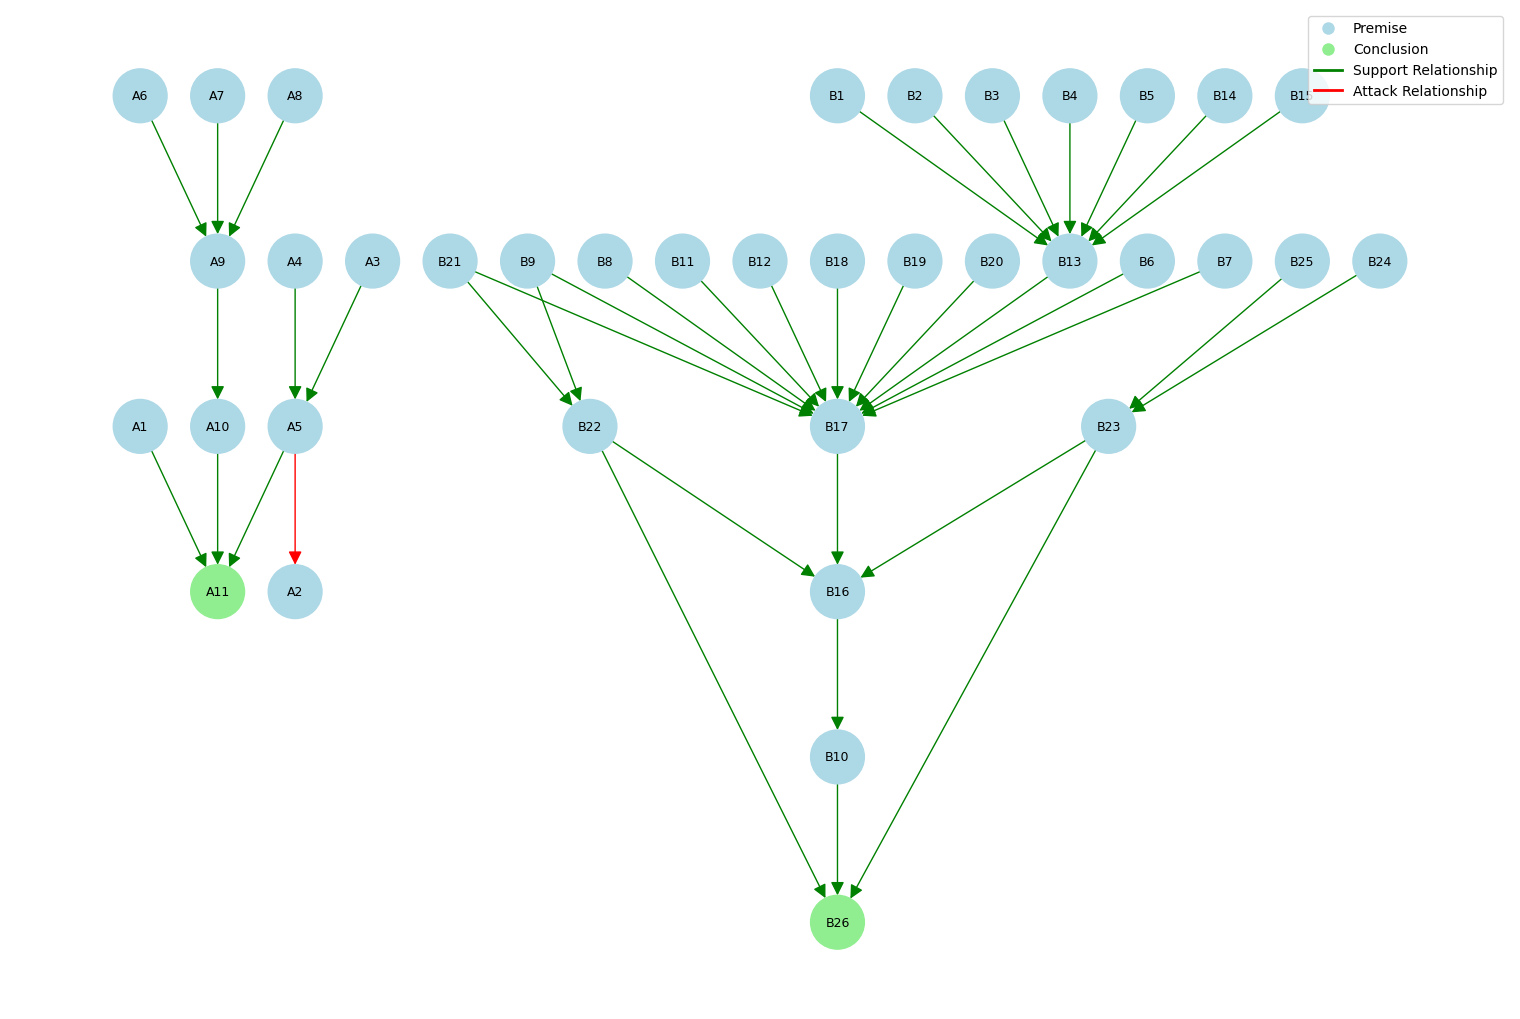 Premise
Conclusion
Support Relationship
Attack Relationship
A6 A7 A8 B1 B2 B3 B4 B5 B14 B15
A9 A4 A3 B21 B9 B8 B11 B12 B18 B19 B20 B13 B6 B7 B25 B24
A1 A10 A5 B22 B17 B23
A11 A2 B16
B10
B26